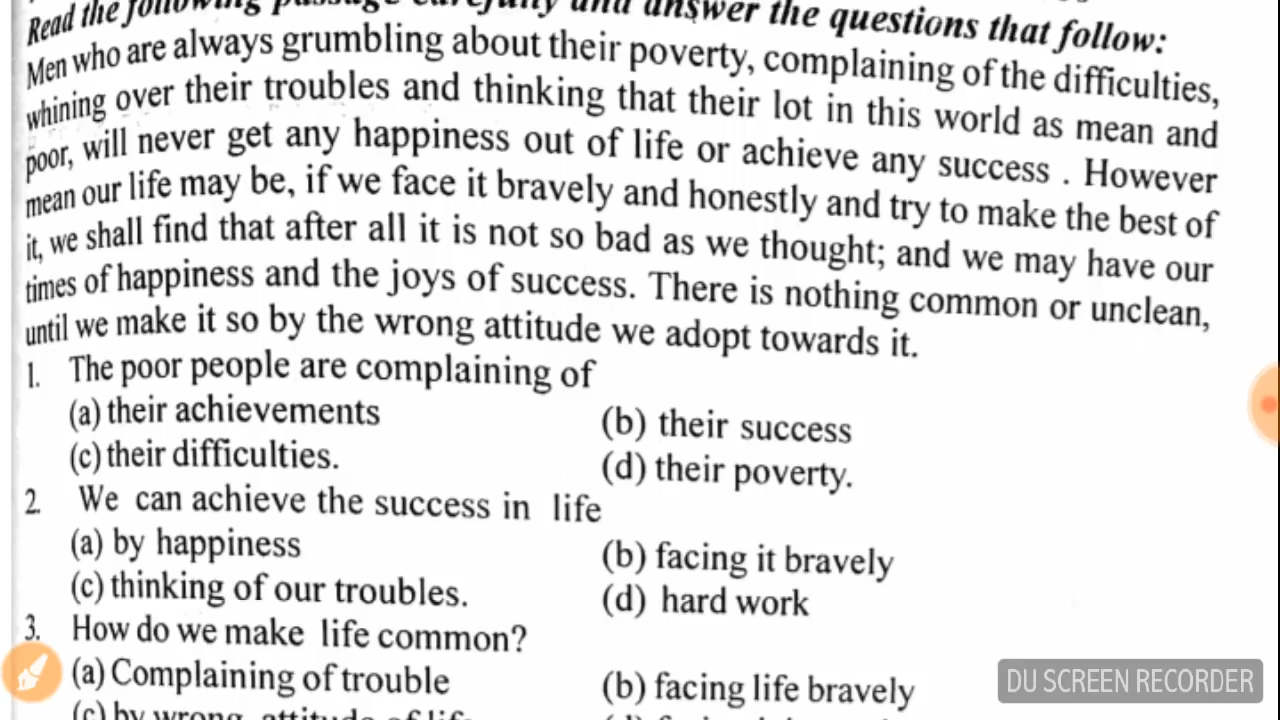 Read the following passage carefully and answer the questions that follow:
Men who are always grumbling about their poverty, complaining of the difficulties,
whining over their troubles and thinking that their lot in this world as mean and
poor, will never get any happiness out of life or achieve any success . However
mean our life may be, if we face it bravely and honestly and try to make the best of
it, we shall find that after all it is not so bad as we thought; and we may have our
times of happiness and the joys of success. There is nothing common or unclean,
until we make it so by the wrong attitude we adopt towards it.
1. The poor people are complaining of
(a) their achievements (b) their success
(c) their difficulties. (d) their poverty.
2. We can achieve the success in life
(a) by happiness (b) facing it bravely
(c) thinking of our troubles. (d) hard work
3. How do we make life common?
(a) Complaining of trouble (b) facing life bravely
(c) by wrong attitude of life
DU SCREEN RECORDER